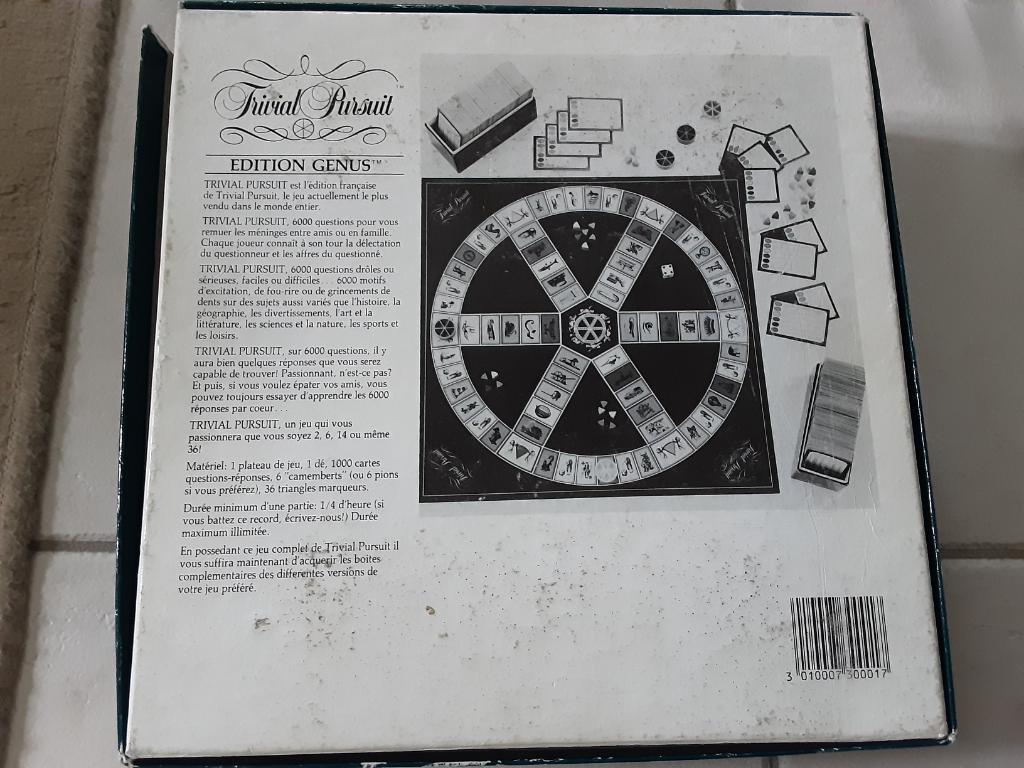 Trivial Pursuit™
EDITION GENUS™
TRIVIAL PURSUIT est l'édition française
de Trivial Pursuit, le jeu actuellement le plus
vendu dans le monde entier.
TRIVIAL PURSUIT, 6000 questions pour vous
remuer les méninges entre amis ou en famille.
Chaque joueur connaît à son tour la délectation
du questionneur et les affres du questionné.
TRIVIAL PURSUIT, 6000 questions drôles ou
sérieuses, faciles ou difficiles... 6000 motifs
d'excitation, de fou-rire ou de grincements de
dents sur des sujets aussi variés que l'histoire, la
géographie, les divertissements, l'art et la
littérature, les sciences et la nature, les sports et
les loisirs.
TRIVIAL PURSUIT, sur 6000 questions, il y
aura bien quelques réponses que vous serez
capable de trouver! Passionnant, n'est-ce pas?
Et puis, si vous voulez épater vos amis, vous
pouvez toujours essayer d'apprendre les 6000
réponses par coeur...
TRIVIAL PURSUIT, un jeu qui vous
passionnera que vous soyez 2, 6, 14 ou même
36!
Matériel: 1 plateau de jeu, 1 dé, 1000 cartes
questions-réponses, 6 "camemberts" (ou 6 pions
si vous préférez), 36 triangles marqueurs.
Durée minimum d'une partie: 1/4 d'heure (si
vous battez ce record, écrivez-nous!) Durée
maximum illimitée.
En possedant ce jeu complet de Trivial Pursuit il
vous suffira maintenant d'acquerir les boites
complementaires des differentes versions de
votre jeu préféré.
Trivial Pursuit
Trivial Pursuit
Trivial Pursuit
Trivial Pursuit
3 010007 300017